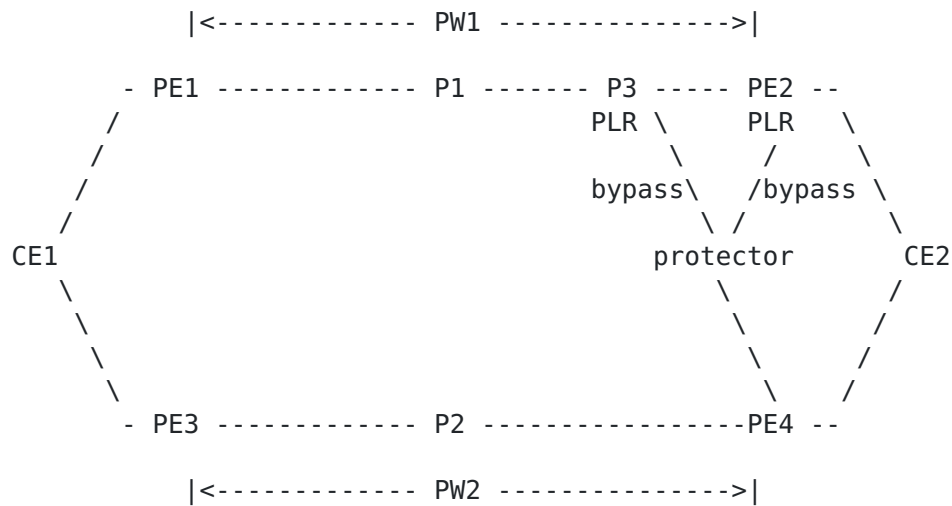 |<------------- PW1 --------------->|
- PE1 ------------- P1 ------- P3 ----- PE2 --
/ PLR \ PLR \
/ \ / \
/ bypass\ /bypass \
/ \ / \
CE1 protector CE2
\ \ /
\ \ /
\ \ /
\ \ /
- PE3 ------------- P2 -----------------PE4 --
|<------------- PW2 -------------->|